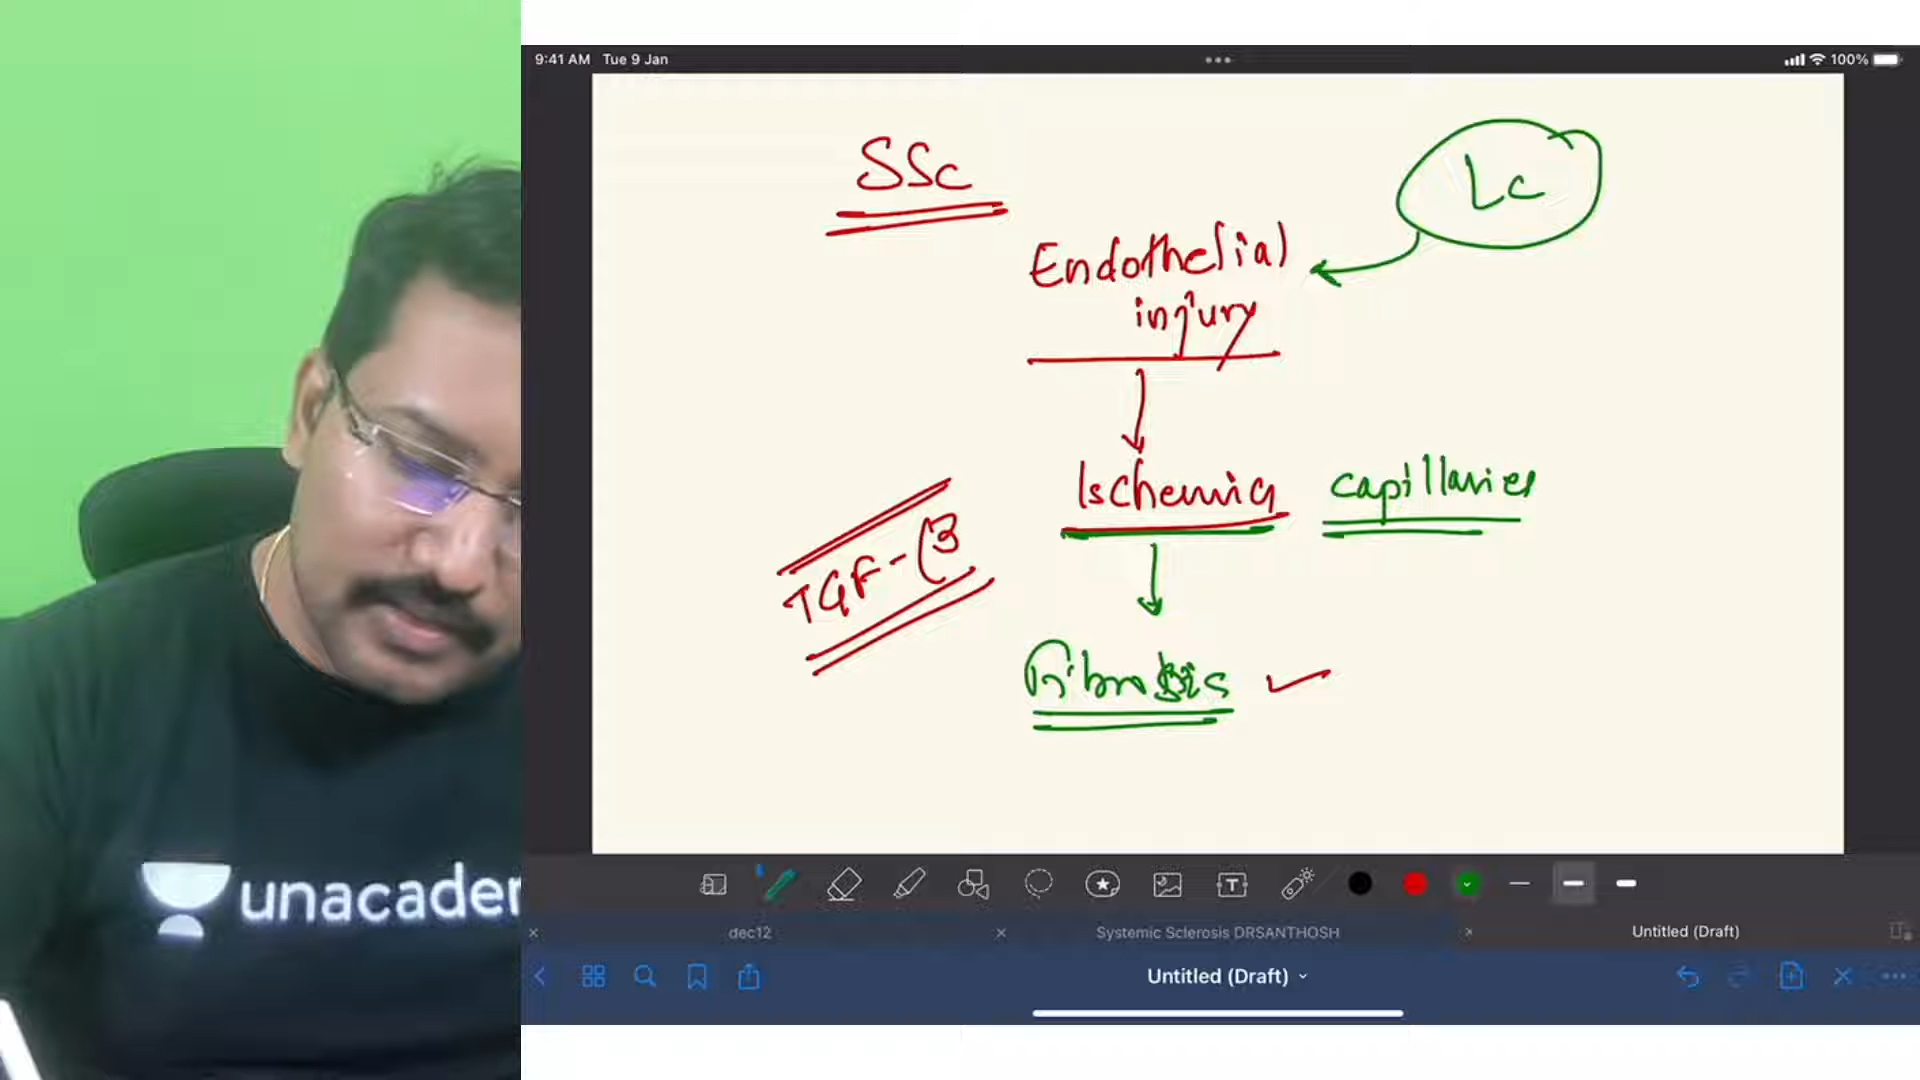 9:41 AM Tue 9 Jan
100%
SSc
Lc
Endothelial
injury
Ischemia capillaries
TGF-β
Fibrosis
unacadem
dec12
Systemic Sclerosis DRSANTHOSH
Untitled (Draft)
Untitled (Draft)